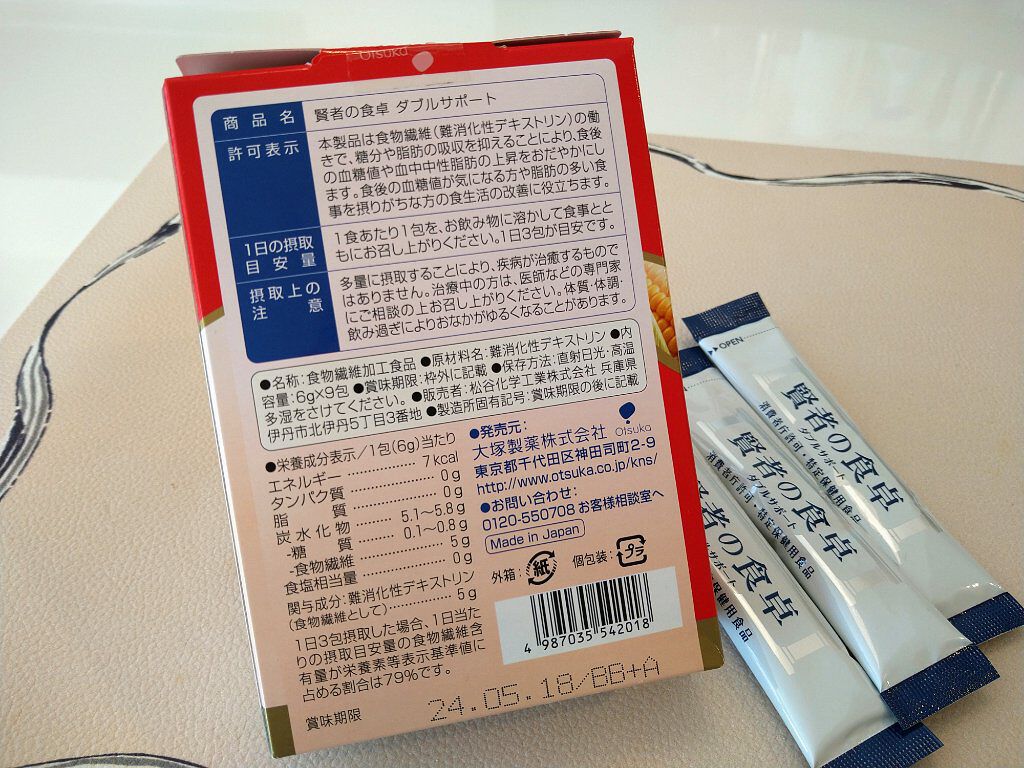 Otsuka
商品名
賢者の食卓 ダブルサポート
許可表示
本製品は食物繊維(難消化性デキストリン)の働
きで、糖分や脂肪の吸収を抑えることにより、食後
の血糖値や血中中性脂肪の上昇をおだやかにし
ます。食後の血糖値が気になる方や脂肪の多い食
事を摂りがちな方の食生活の改善に役立ちます。
1日の摂取
目安量
1食あたり1包を、お飲み物に溶かして食事とと
もにお召し上がりください。1日3包が目安です。
摂取上の
注意
多量に摂取することにより、疾病が治癒するもので
はありません。治療中の方は、医師などの専門家
にご相談の上お召し上がりください。体質・体調・
飲み過ぎによりおなかがゆるくなることがあります。
●名称:食物繊維加工食品 ●原材料名:難消化性デキストリン ●内
容量:6g×9包 ●賞味期限:枠外に記載 ●保存方法:直射日光・高温
多湿をさけてください。 ●販売者:松谷化学工業株式会社 兵庫県
伊丹市北伊丹5丁目3番地 ●製造所固有記号:賞味期限の後に記載
●栄養成分表示/1包(6g)当たり
エネルギー 7kcal
タンパク質 0g
脂質 0g
炭水化物 5.1〜5.8g
-糖質 0.1〜0.8g
-食物繊維 5g
食塩相当量 0g
関与成分:難消化性デキストリン
(食物繊維として) 5g
1日3包摂取した場合、1日当た
りの摂取目安量の食物繊維含
有量が栄養素等表示基準値に
占める割合は79%です。
●発売元:
大塚製薬株式会社
Otsuka
東京都千代田区神田司町2-9
http://www.otsuka.co.jp/kns/
●お問い合わせ:
0120-550708 お客様相談室へ
Made in Japan
外箱: 紙 個包装: プラ
4 987035 542018
賞味期限
24.05.18/BB+A
OPEN
賢者の食卓
ダブルサポート
消費者庁許可・特定保健用食品
賢者の食卓
ダブルサポート
消費者庁許可・特定保健用食品
者の食卓
ブルサポート
許可・特定保健用食品